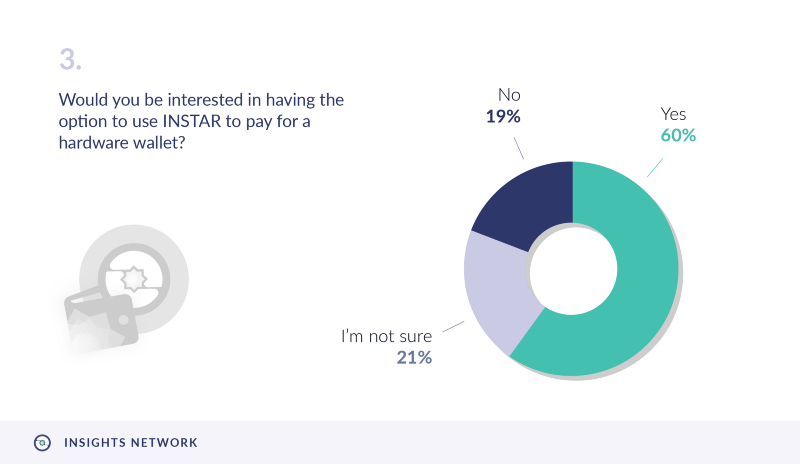 3.
Would you be interested in having the
option to use INSTAR to pay for a
hardware wallet?
No
19%
Yes
60%
I'm not sure
21%
INSIGHTS NETWORK